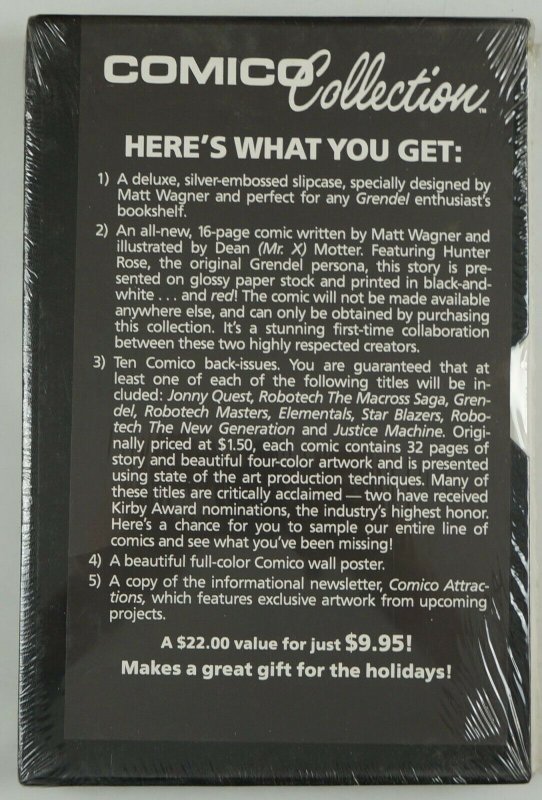 COMICO Collection™
HERE'S WHAT YOU GET:
1) A deluxe, silver-embossed slipcase, specially designed by
Matt Wagner and perfect for any Grendel enthusiast's
bookshelf.
2) An all-new, 16-page comic written by Matt Wagner and
illustrated by Dean (Mr. X) Motter. Featuring Hunter
Rose, the original Grendel persona, this story is pre-
sented on glossy paper stock and printed in black-and-
white . . . and red! The comic will not be made available
anywhere else, and can only be obtained by purchasing
this collection. It's a stunning first-time collaboration
between these two highly respected creators.
3) Ten Comico back-issues. You are guaranteed that at
least one of each of the following titles will be in-
cluded: Jonny Quest, Robotech The Macross Saga, Gren-
del, Robotech Masters, Elementals, Star Blazers, Robo-
tech The New Generation and Justice Machine. Origi-
nally priced at $1.50, each comic contains 32 pages of
story and beautiful four-color artwork and is presented
using state of the art production techniques. Many of
these titles are critically acclaimed — two have received
Kirby Award nominations, the industry's highest honor.
Here's a chance for you to sample our entire line of
comics and see what you've been missing!
4) A beautiful full-color Comico wall poster.
5) A copy of the informational newsletter, Comico Attrac-
tions, which features exclusive artwork from upcoming
projects.
A $22.00 value for just $9.95!
Makes a great gift for the holidays!